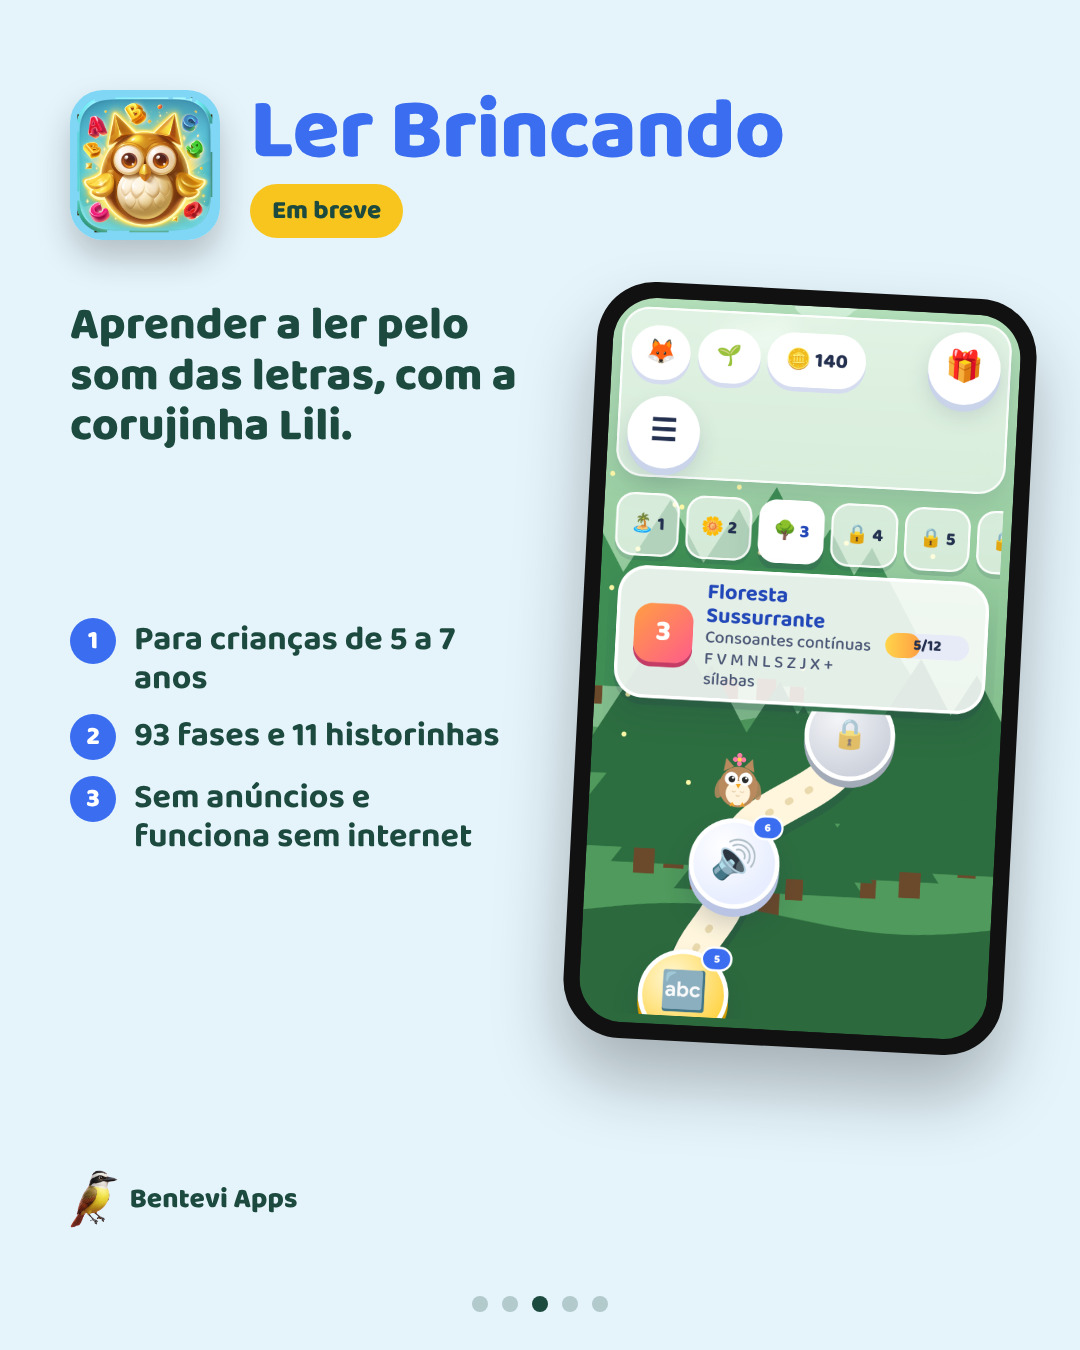 A B C
Ler Brincando
Em breve
Aprender a ler pelo
som das letras, com a
corujinha Lili.
1 Para crianças de 5 a 7
anos
2 93 fases e 11 historinhas
3 Sem anúncios e
funciona sem internet
140
1 2 3 4 5
Floresta
Sussurrante
3
Consoantes contínuas
5/12
F V M N L S Z J X +
sílabas
6
5
abc
Bentevi Apps